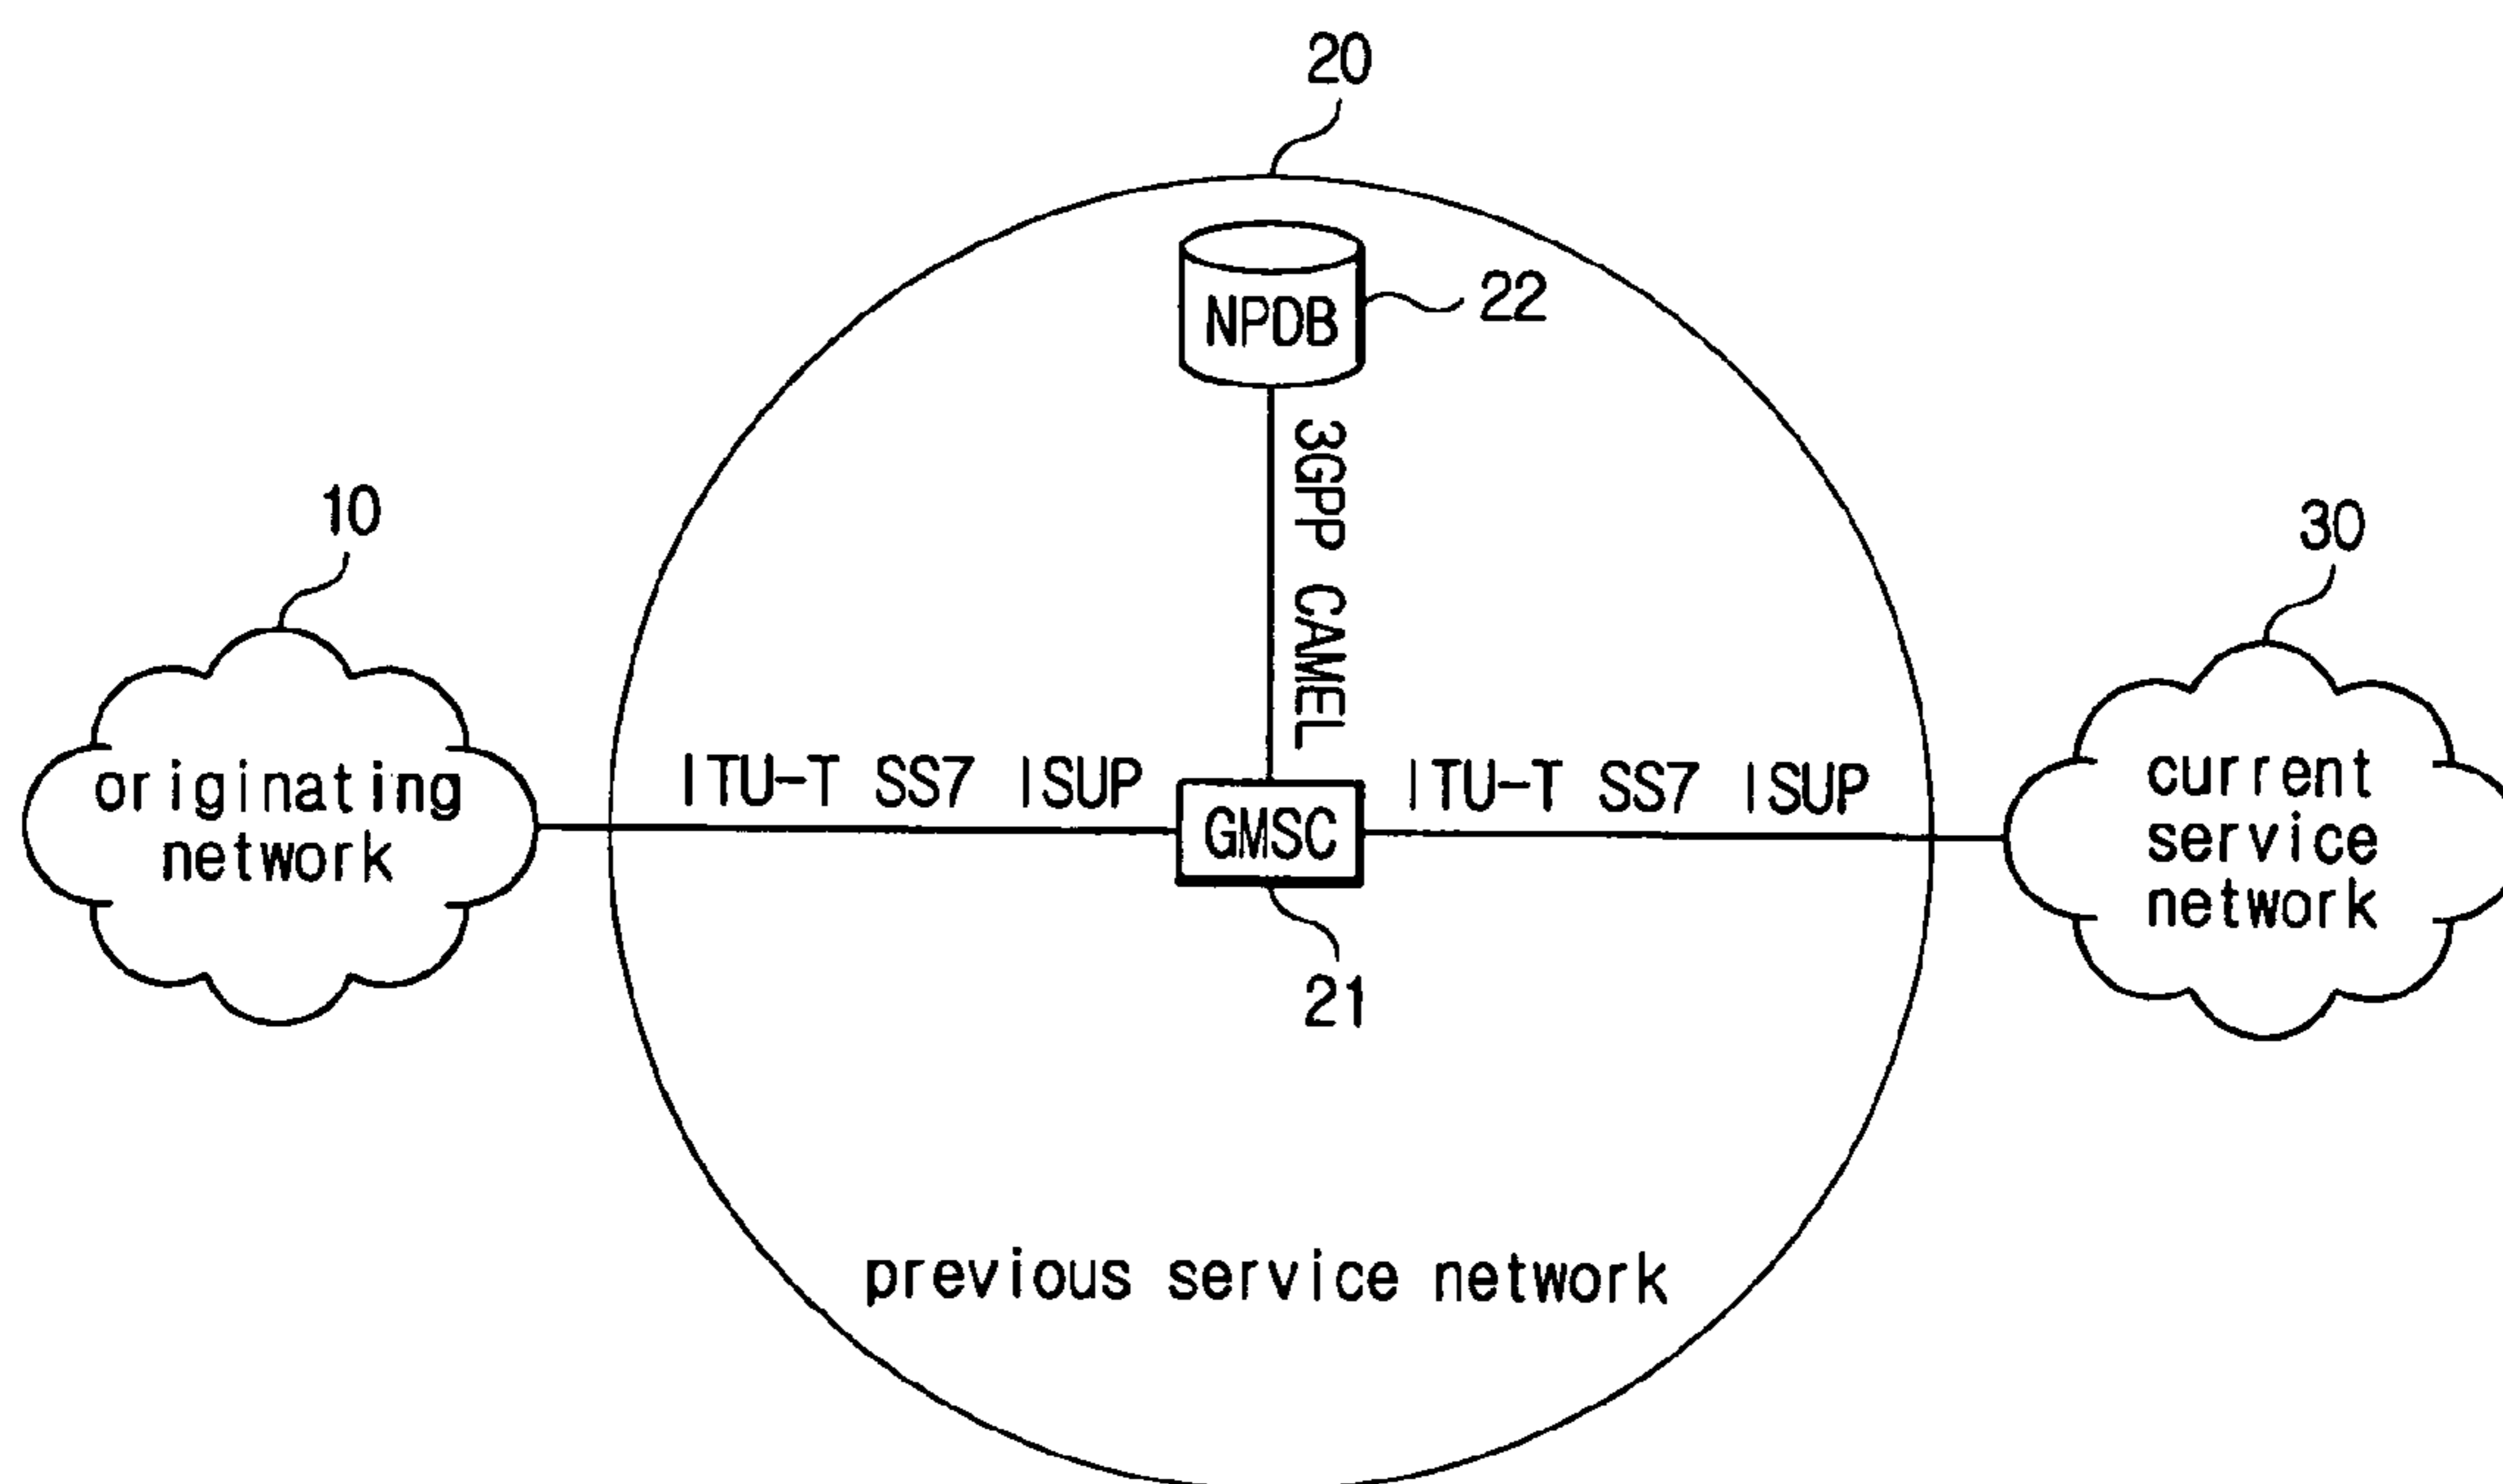 20
NPDB
22
3GPP CAMEL
10
30
originating
network
ITU-T SS7 ISUP
GMSC
ITU-T SS7 ISUP
current
service
network
21
previous service network